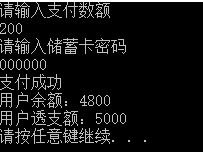 请输入支付数额
200
请输入储蓄卡密码
000000
支付成功
用户余额：4800
用户透支额：5000
请按任意键继续. . .